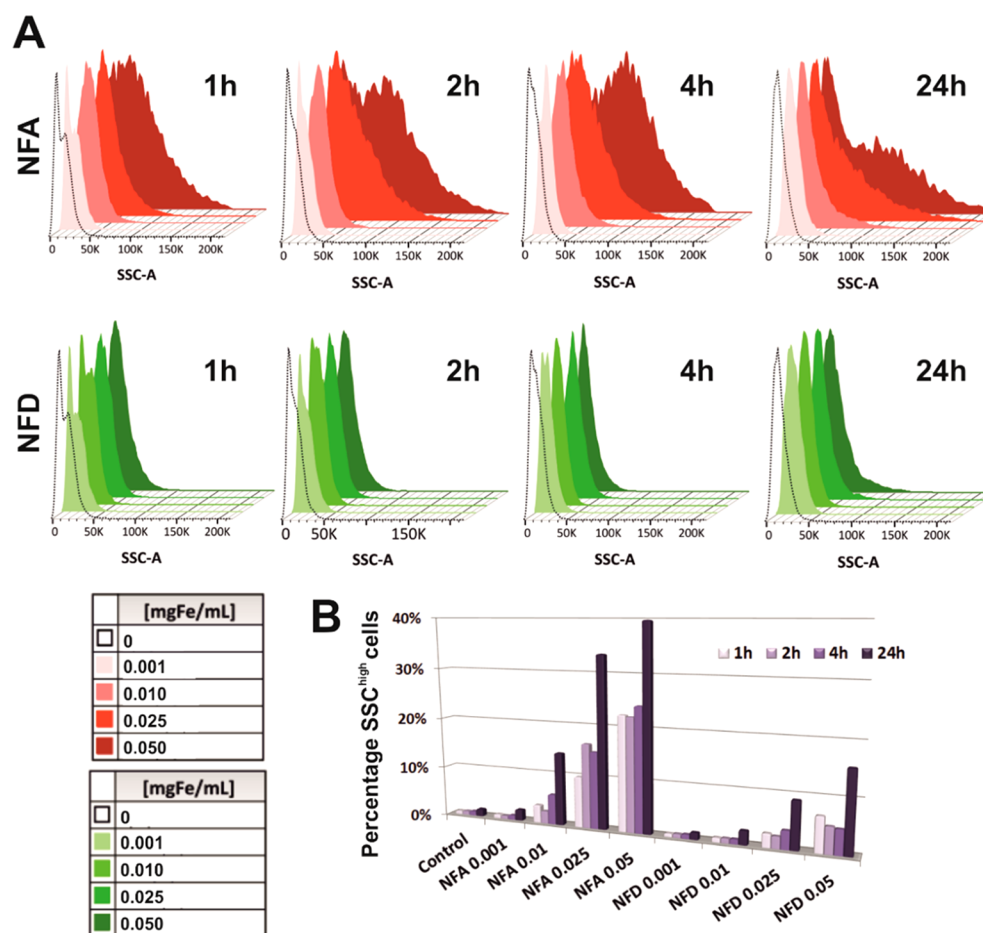 A
NFA
1h
2h
4h
24h
0 50K 100K 150K 200K
0 50K 100K 150K 200K
0 50K 100K 150K 200K
0 50K 100K 150K 200K
SSC-A
SSC-A
SSC-A
SSC-A
NFD
1h
2h
4h
24h
0 50K 100K 150K 200K
0 50K 100K 150K
0 50K 100K 150K 200K
0 50K 100K 150K 200K
SSC-A
SSC-A
SSC-A
SSC-A
[mgFe/mL]
0
0.001
0.010
0.025
0.050
[mgFe/mL]
0
0.001
0.010
0.025
0.050
B
Percentage SSChigh cells
40%
30%
20%
10%
0%
1h 2h 4h 24h
Control
NFA 0.001
NFA 0.01
NFA 0.025
NFA 0.05
NFD 0.001
NFD 0.01
NFD 0.025
NFD 0.05